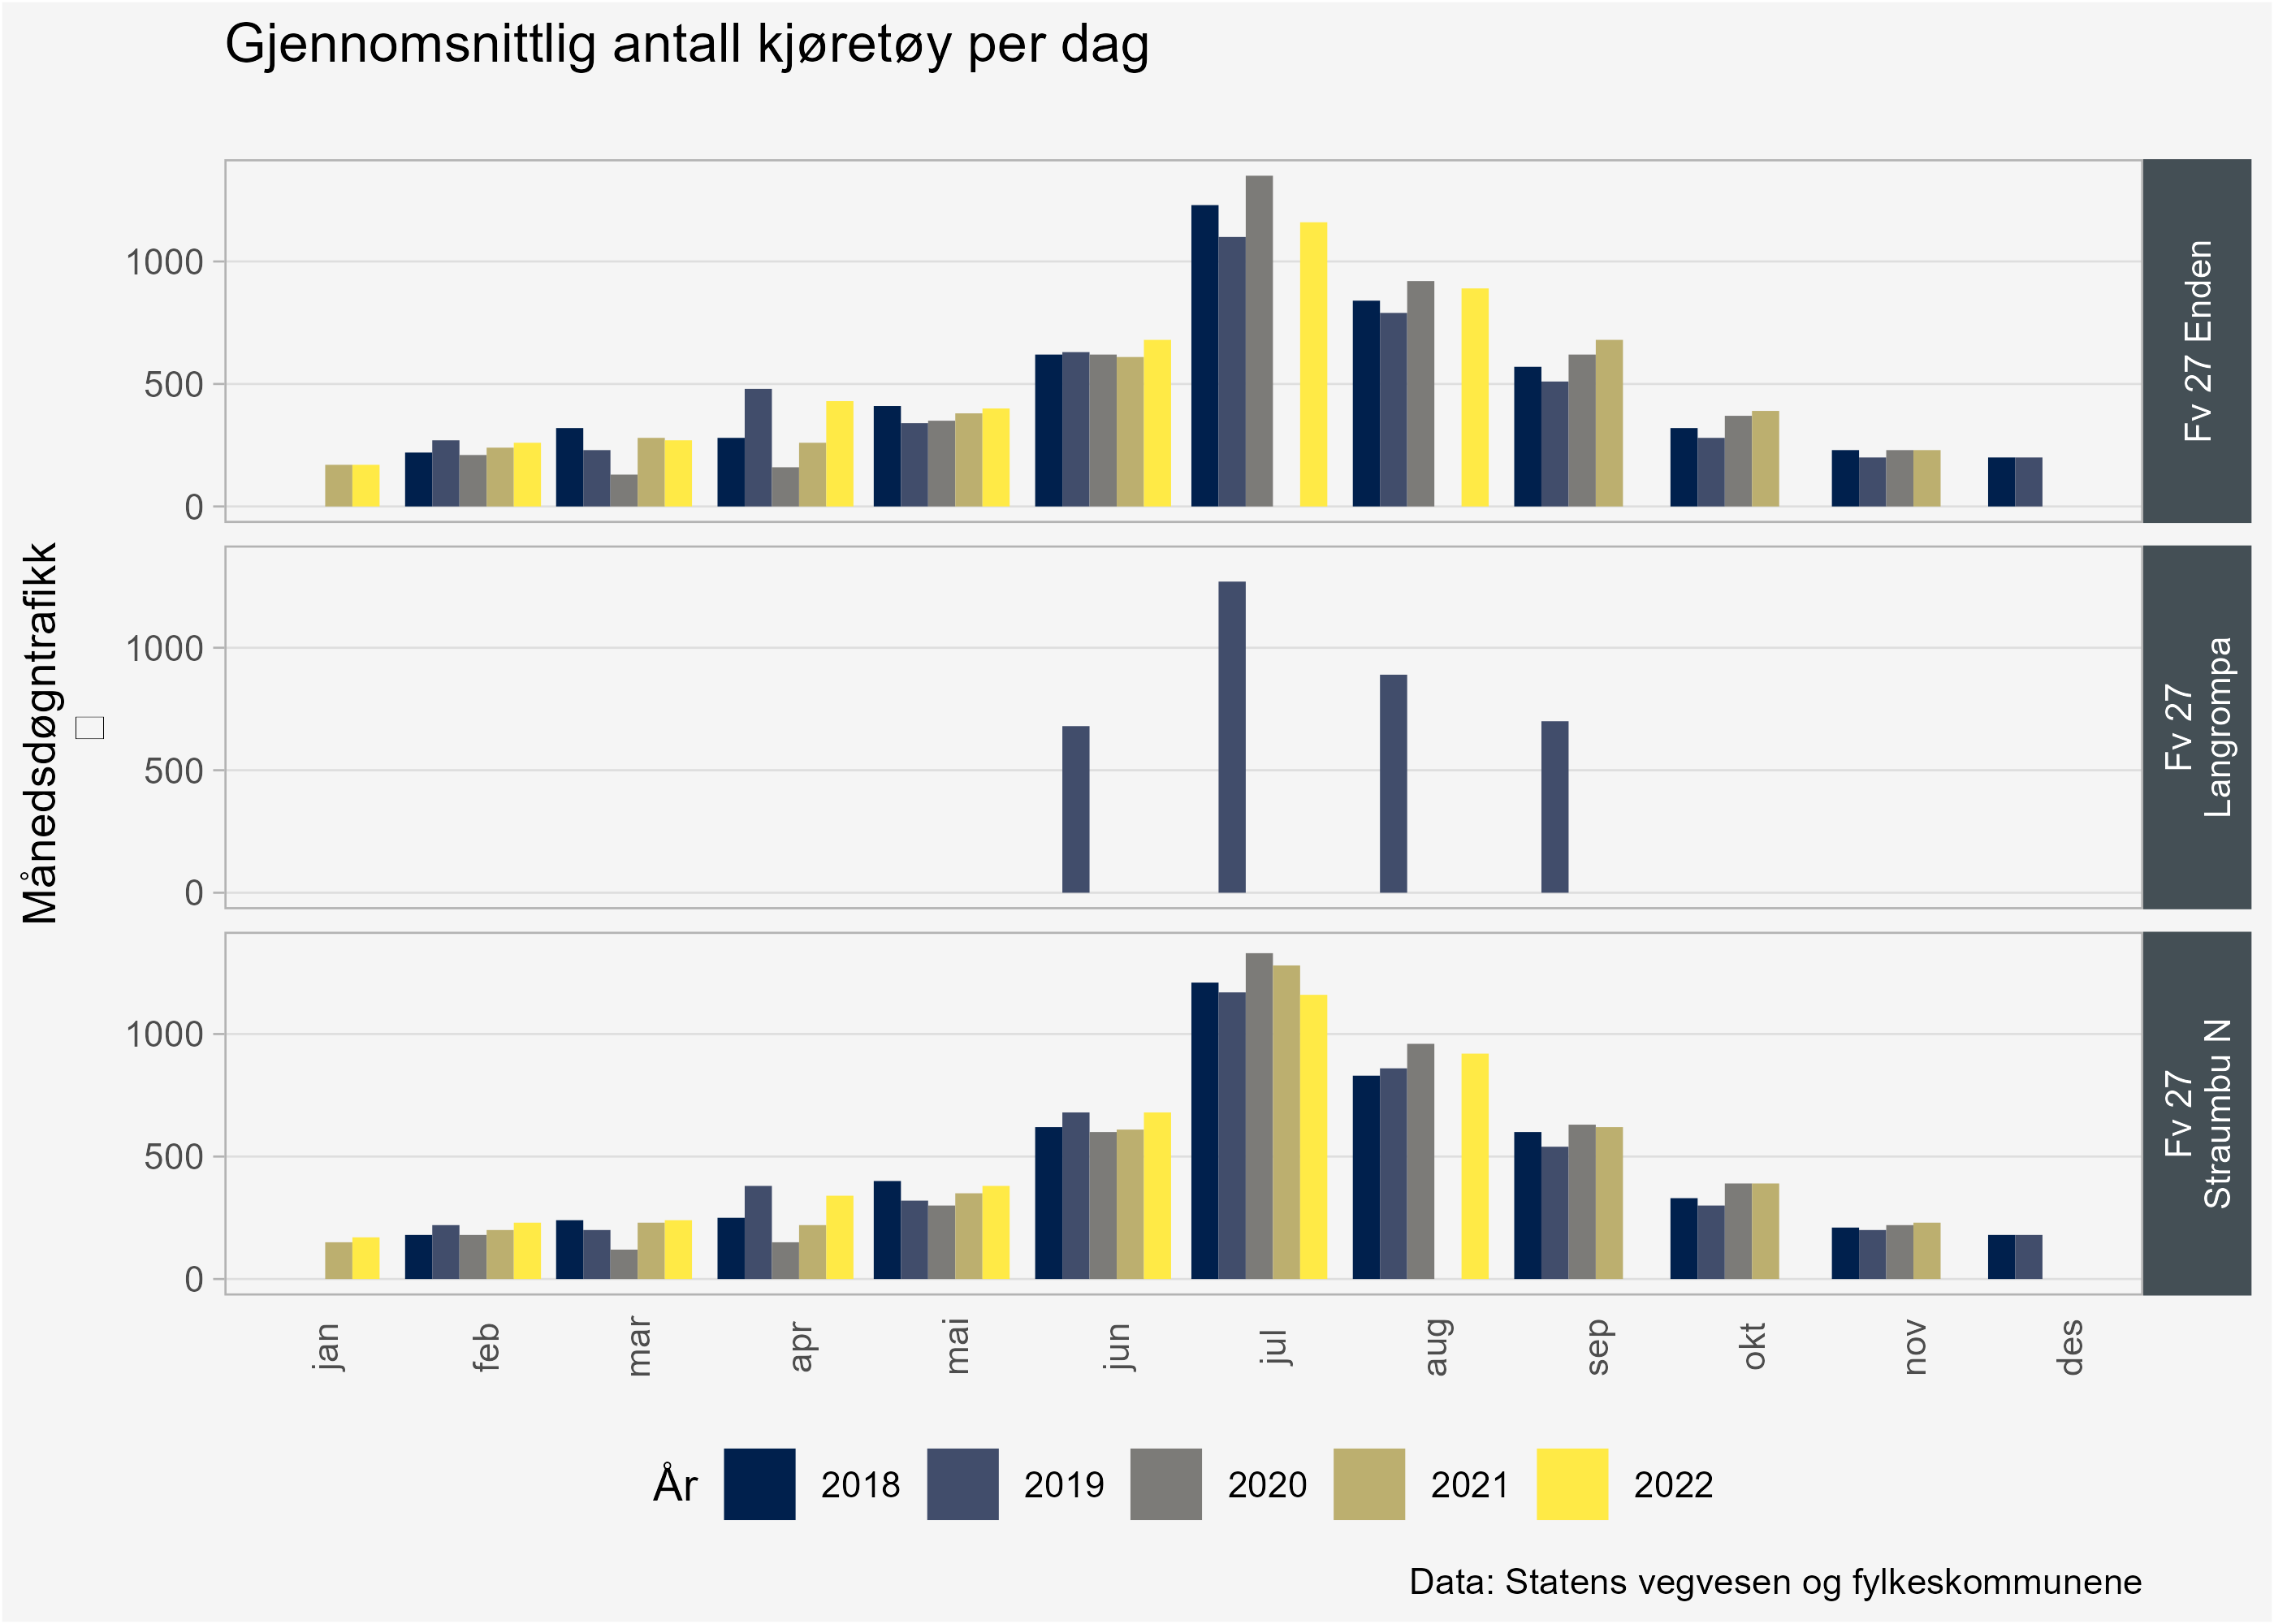 Gjennomsnittlig antall kjøretøy per dag
Månedsdøgntrafikk
1000
500
0
Fv 27 Enden
1000
500
0
Fv 27
Langrompa
1000
500
0
Fv 27
Straumbu N
jan feb mar apr mai jun jul aug sep okt nov des
År 2018 2019 2020 2021 2022
Data: Statens vegvesen og fylkeskommunene